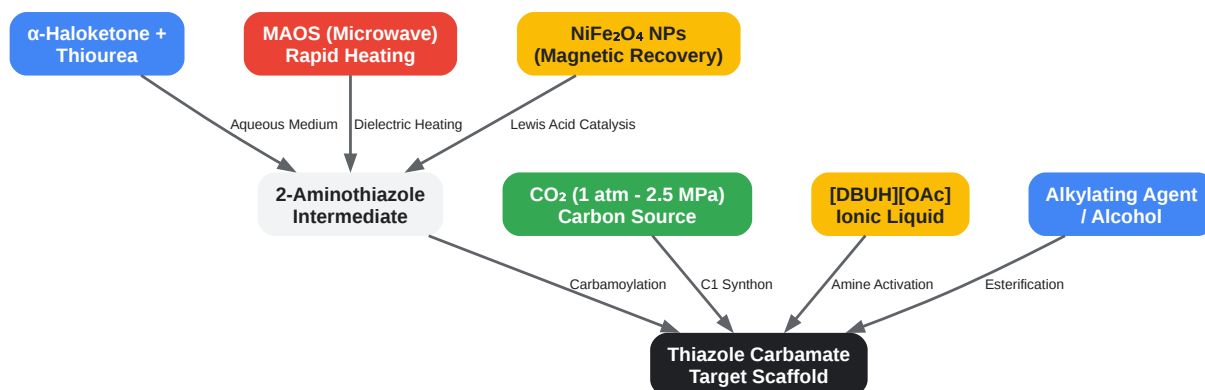 α-Haloketone +
Thiourea
MAOS (Microwave)
Rapid Heating
NiFe₂O₄ NPs
(Magnetic Recovery)
Aqueous Medium
Dielectric Heating
Lewis Acid Catalysis
2-Aminothiazole
Intermediate
CO₂ (1 atm - 2.5 MPa)
Carbon Source
[DBUH][OAc]
Ionic Liquid
Alkylating Agent
/ Alcohol
Carbamoylation
C1 Synthon
Amine Activation
Esterification
Thiazole Carbamate
Target Scaffold